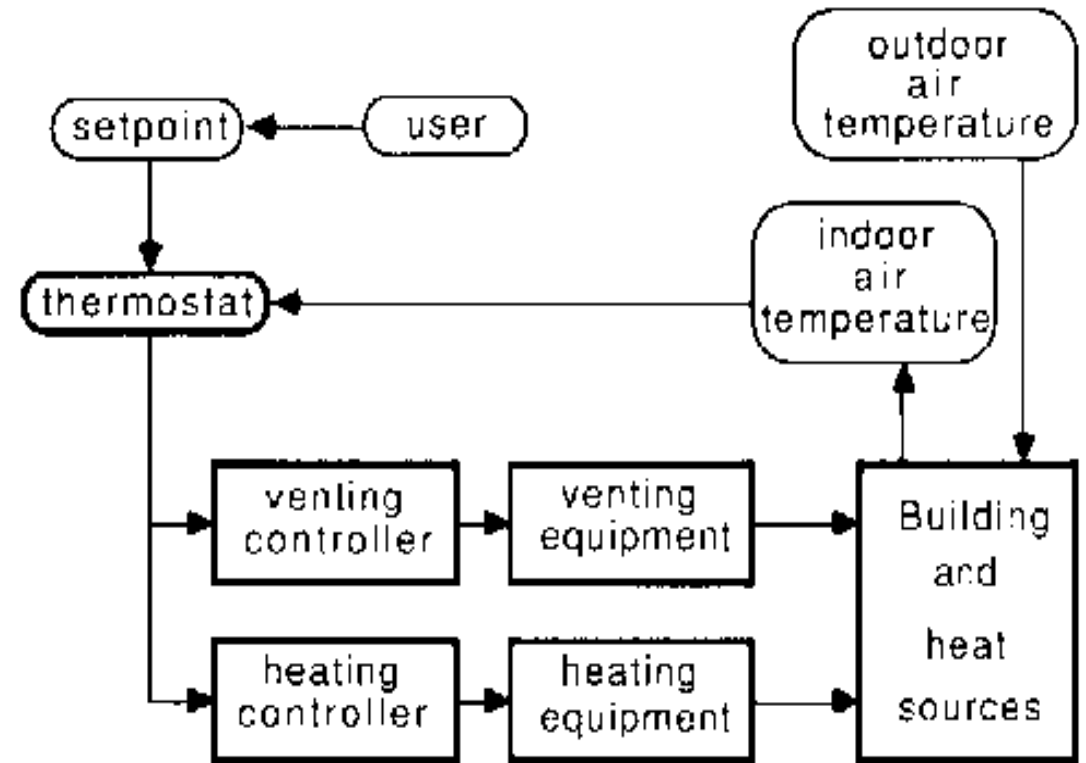 outdoor
air
temperature
setpoint
user
indoor
air
temperature
thermostat
venting
controller
venting
equipment
Building
and
heat
sources
heating
controller
heating
equipment